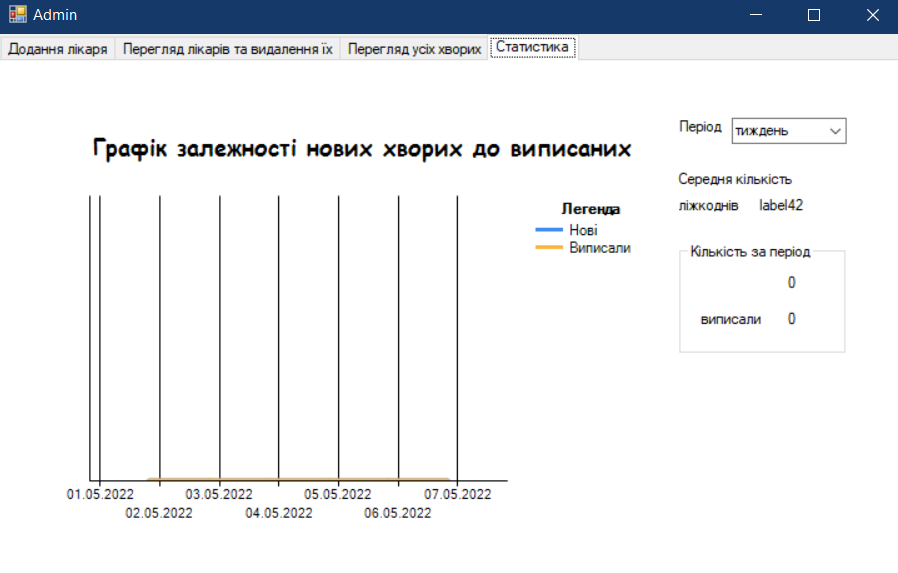 Admin
Додання лікаря Перегляд лікарів та видалення їх Перегляд усіх хворих Статистика
Графік залежності нових хворих до виписаних
Легенда
Нові
Виписали
01.05.2022 03.05.2022 05.05.2022 07.05.2022
02.05.2022 04.05.2022 06.05.2022
Період тиждень
Середня кількість
ліжкоднів label42
Кількість за період
0
виписали 0